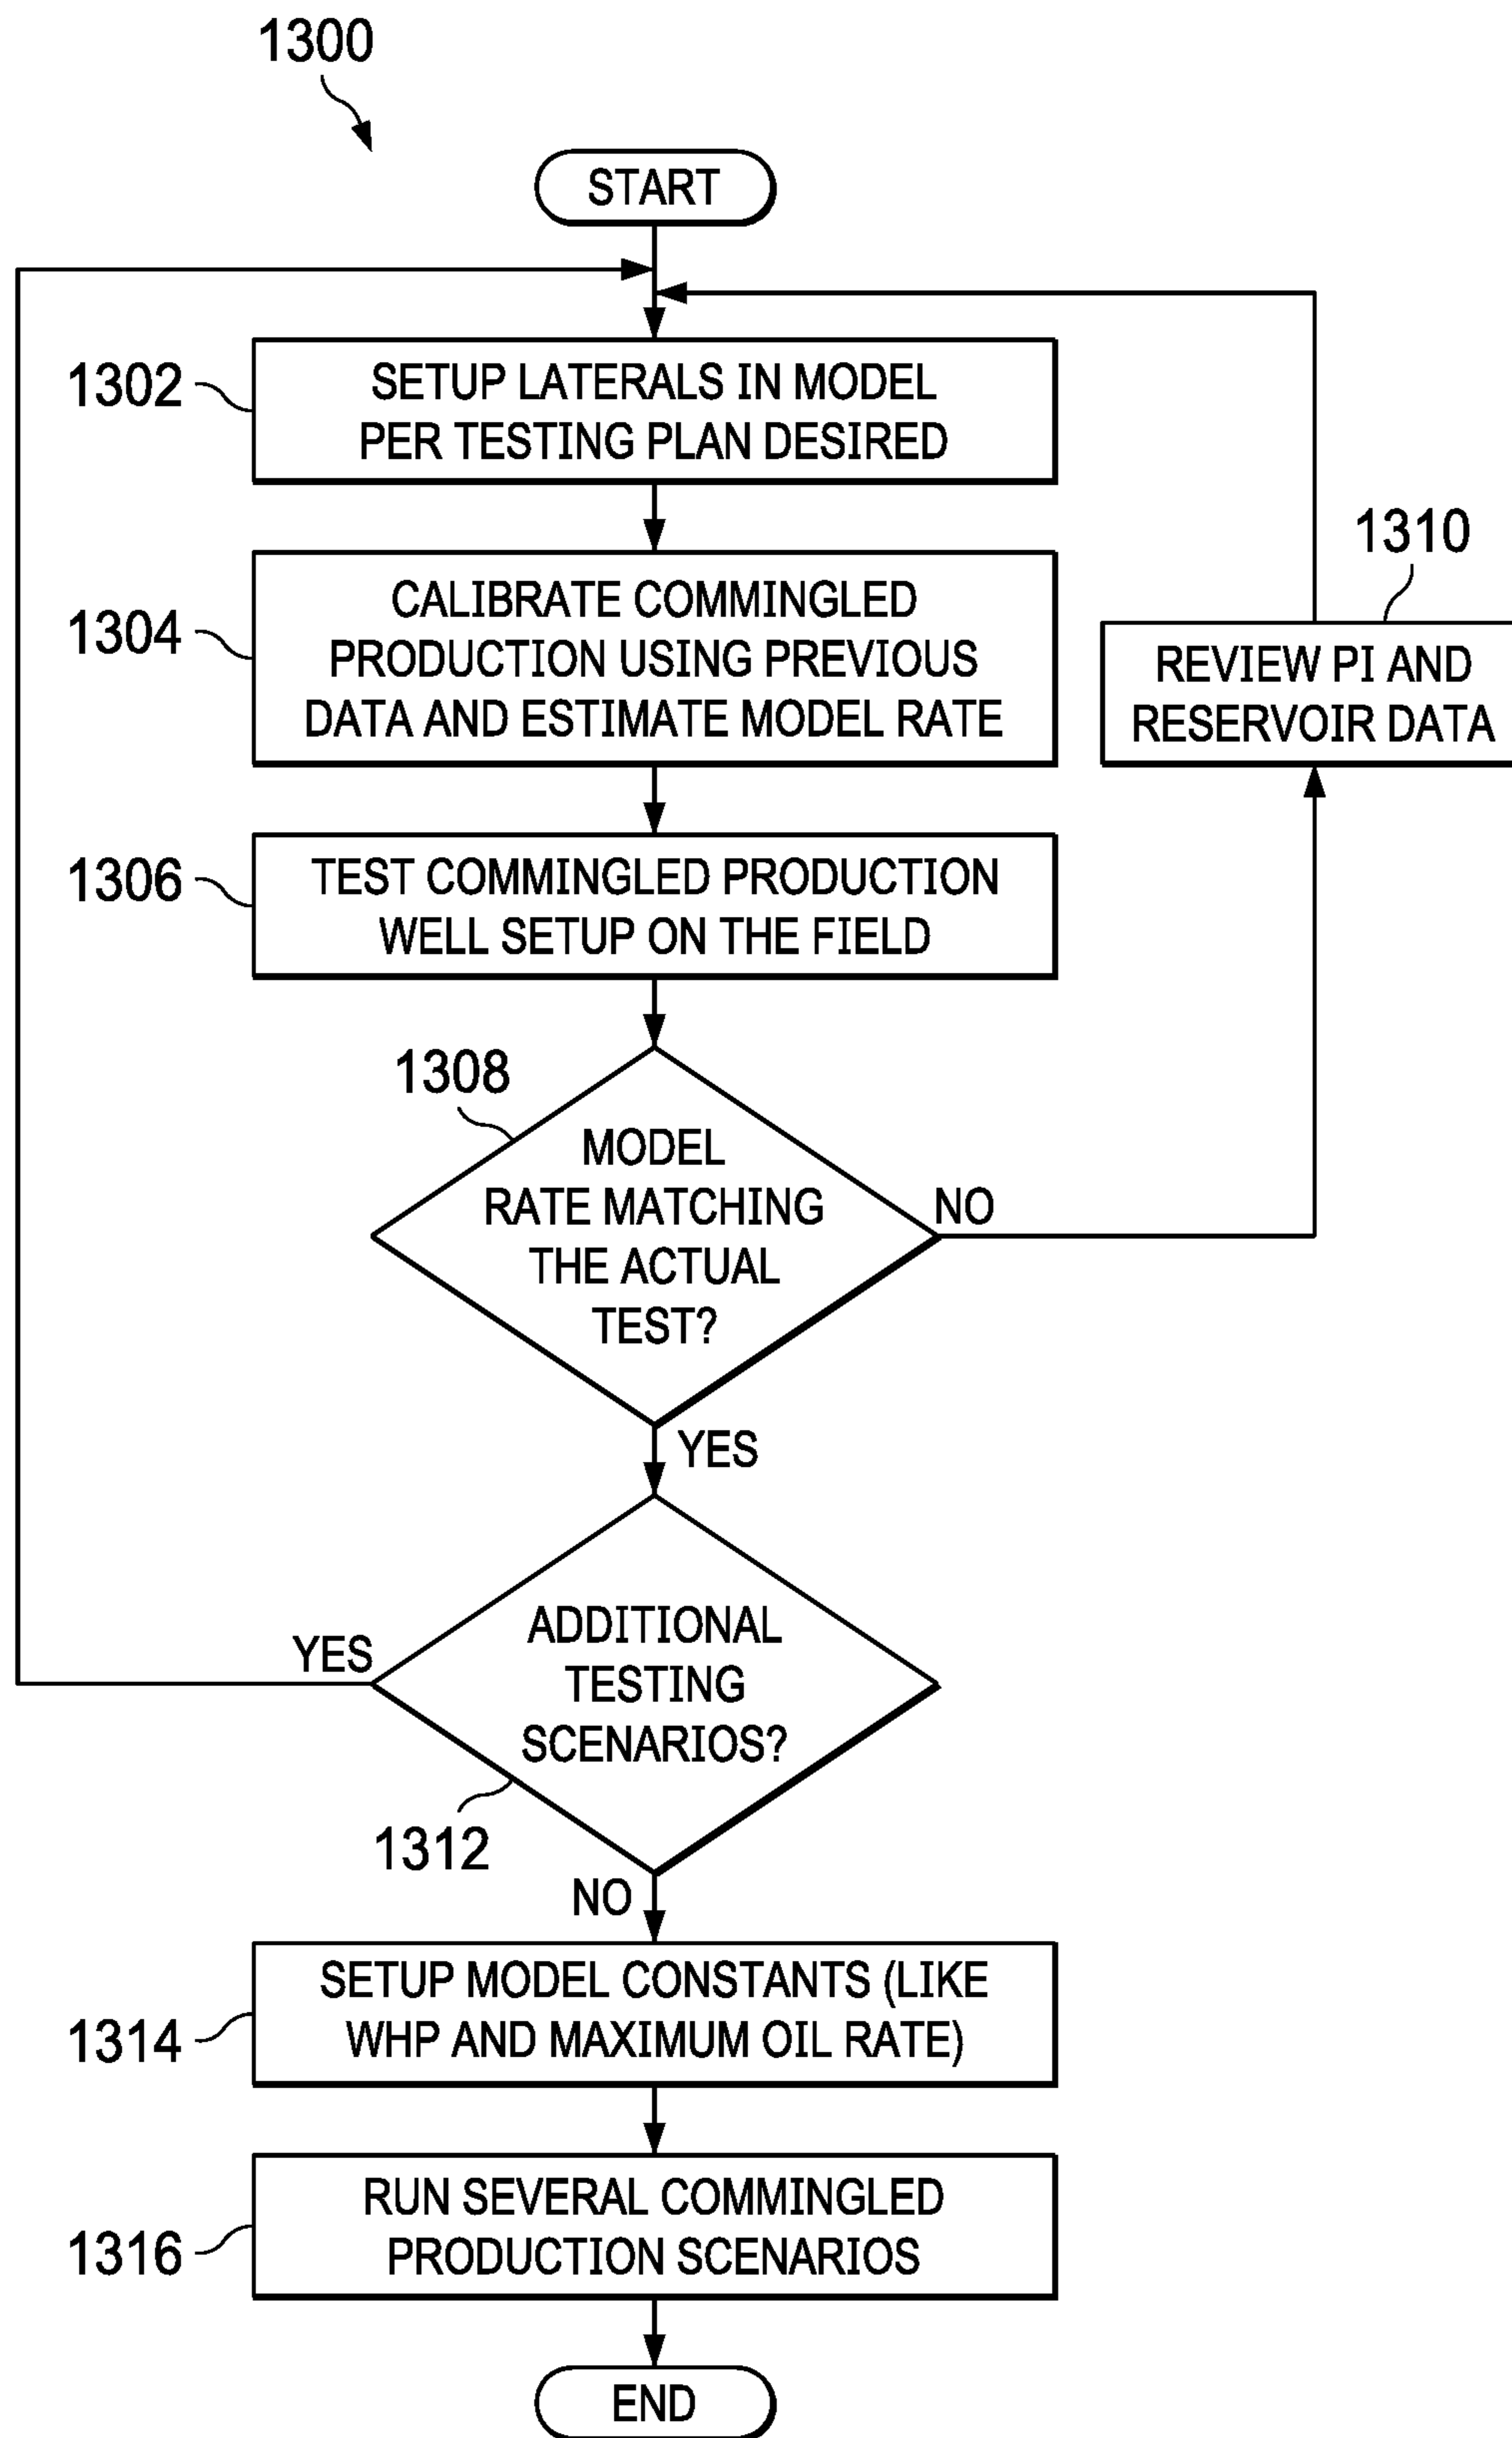 1300
START
1302
SETUP LATERALS IN MODEL
PER TESTING PLAN DESIRED
1304
CALIBRATE COMMINGLED
PRODUCTION USING PREVIOUS
DATA AND ESTIMATE MODEL RATE
1310
REVIEW PI AND
RESERVOIR DATA
1306
TEST COMMINGLED PRODUCTION
WELL SETUP ON THE FIELD
1308
MODEL
RATE MATCHING
THE ACTUAL
TEST?
NO
YES
ADDITIONAL
TESTING
SCENARIOS?
YES
1312
NO
1314
SETUP MODEL CONSTANTS (LIKE
WHP AND MAXIMUM OIL RATE)
1316
RUN SEVERAL COMMINGLED
PRODUCTION SCENARIOS
END